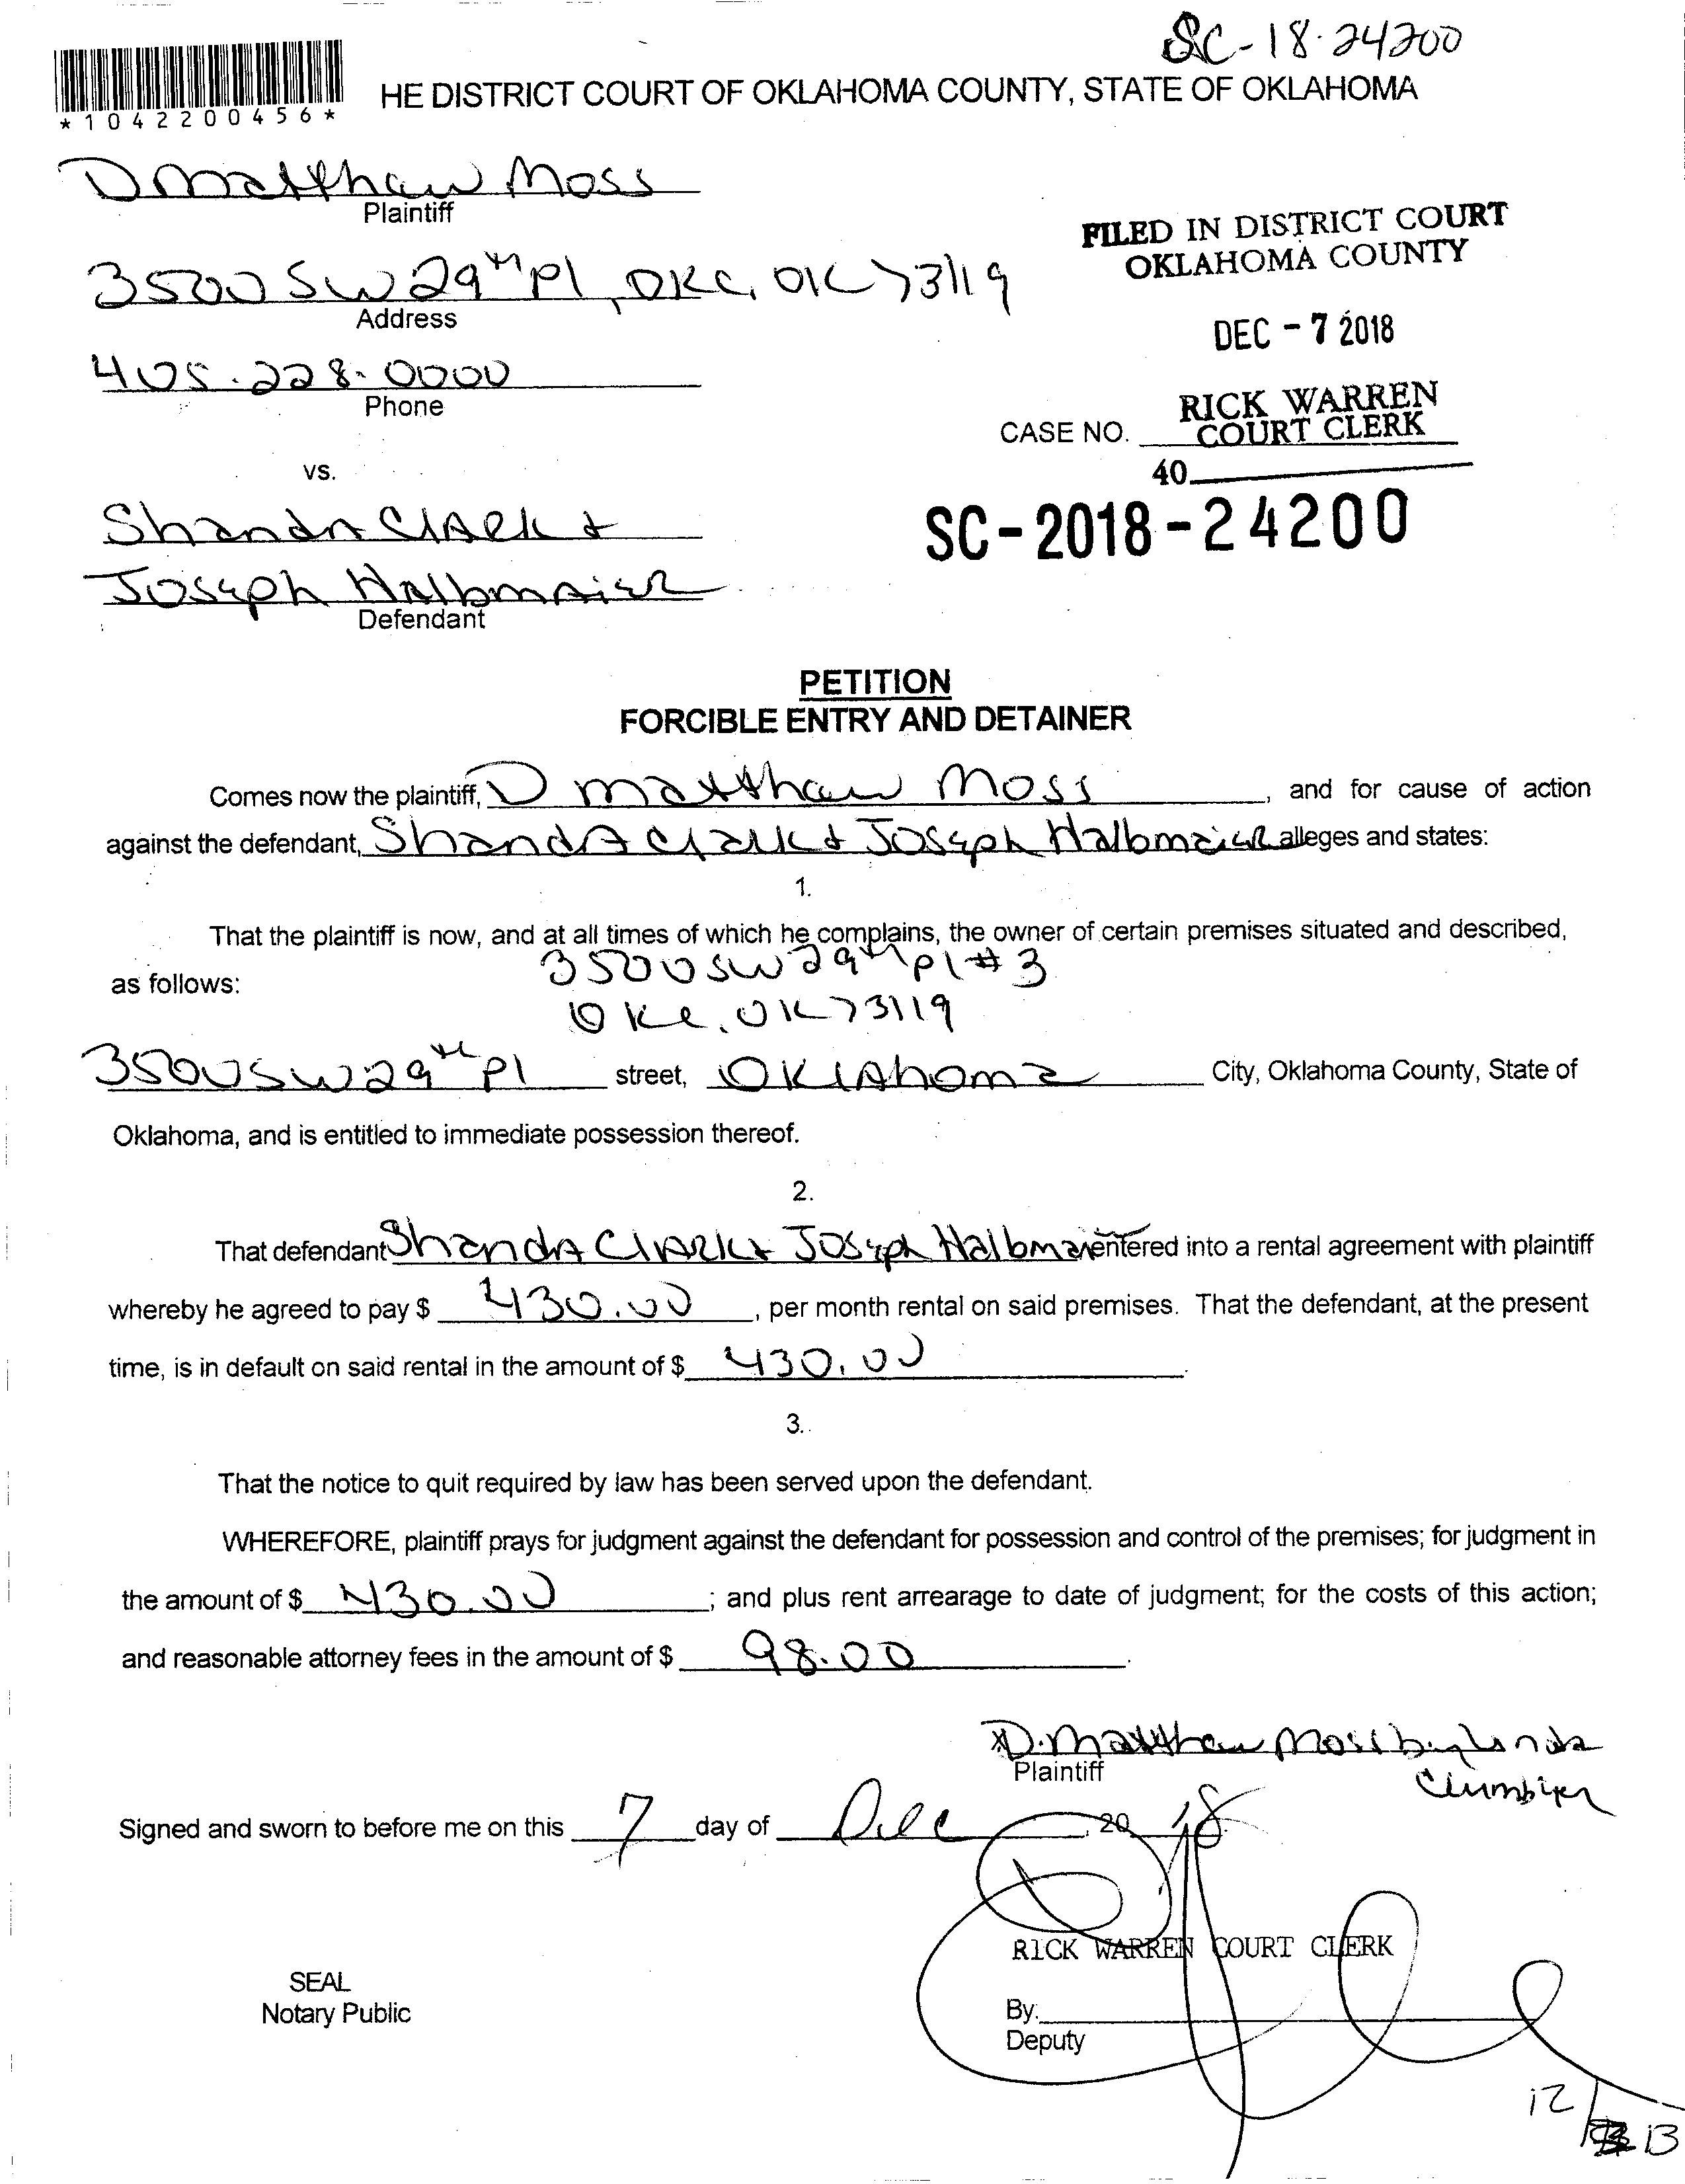 SC-18-24200
*1042200456*
HE DISTRICT COURT OF OKLAHOMA COUNTY, STATE OF OKLAHOMA
D Matthew Moss
Plaintiff
3500 SW 29th Pl, OKC, OK 73119
Address
405.228.0000
Phone
vs.
Shanda Clark &
Joseph Halbmaier
Defendant
FILED IN DISTRICT COURT
OKLAHOMA COUNTY
DEC - 7 2018
RICK WARREN
CASE NO. COURT CLERK
40
SC-2018-24200
PETITION
FORCIBLE ENTRY AND DETAINER
Comes now the plaintiff, D Matthew Moss, and for cause of action
against the defendant, Shanda Clark & Joseph Halbmaier alleges and states:
1.
That the plaintiff is now, and at all times of which he complains, the owner of certain premises situated and described,
as follows: 3500 SW 29th Pl #3
OKC, OK 73119
3500 SW 29th Pl street, Oklahoma City, Oklahoma County, State of
Oklahoma, and is entitled to immediate possession thereof.
2.
That defendant Shanda Clark & Joseph Halbmaier entered into a rental agreement with plaintiff
whereby he agreed to pay $ 430.00, per month rental on said premises. That the defendant, at the present
time, is in default on said rental in the amount of $ 430.00.
3.
That the notice to quit required by law has been served upon the defendant.
WHEREFORE, plaintiff prays for judgment against the defendant for possession and control of the premises; for judgment in
the amount of $ 430.00; and plus rent arrearage to date of judgment; for the costs of this action;
and reasonable attorney fees in the amount of $ 98.00.
X D. Matthew Moss by Linda
Plaintiff
Signed and sworn to before me on this 7 day of Dec, 2018.
RICK WARREN COURT CLERK
SEAL
Notary Public
By:
Deputy
12/13